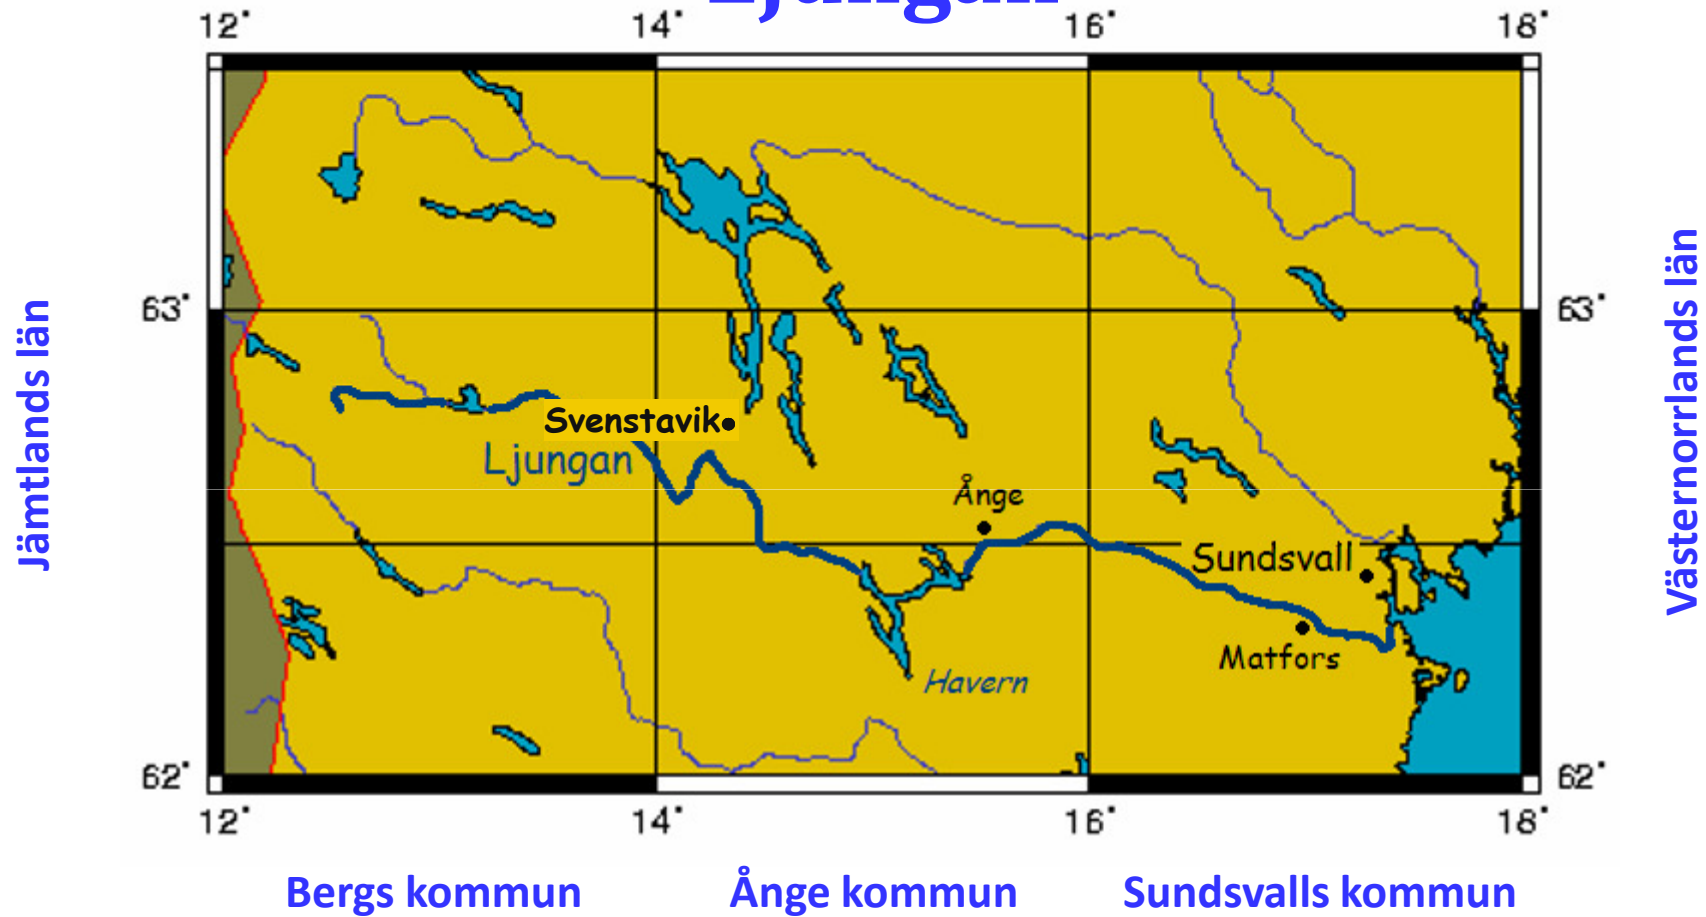 Ljungan
12° 14° 16° 18°
63° 63°
Svenstavik
Ljungan
Ånge
Sundsvall
Matfors
Havern
62° 62°
12° 14° 16° 18°
Jämtlands län
Västernorrlands län
Bergs kommun Ånge kommun Sundsvalls kommun